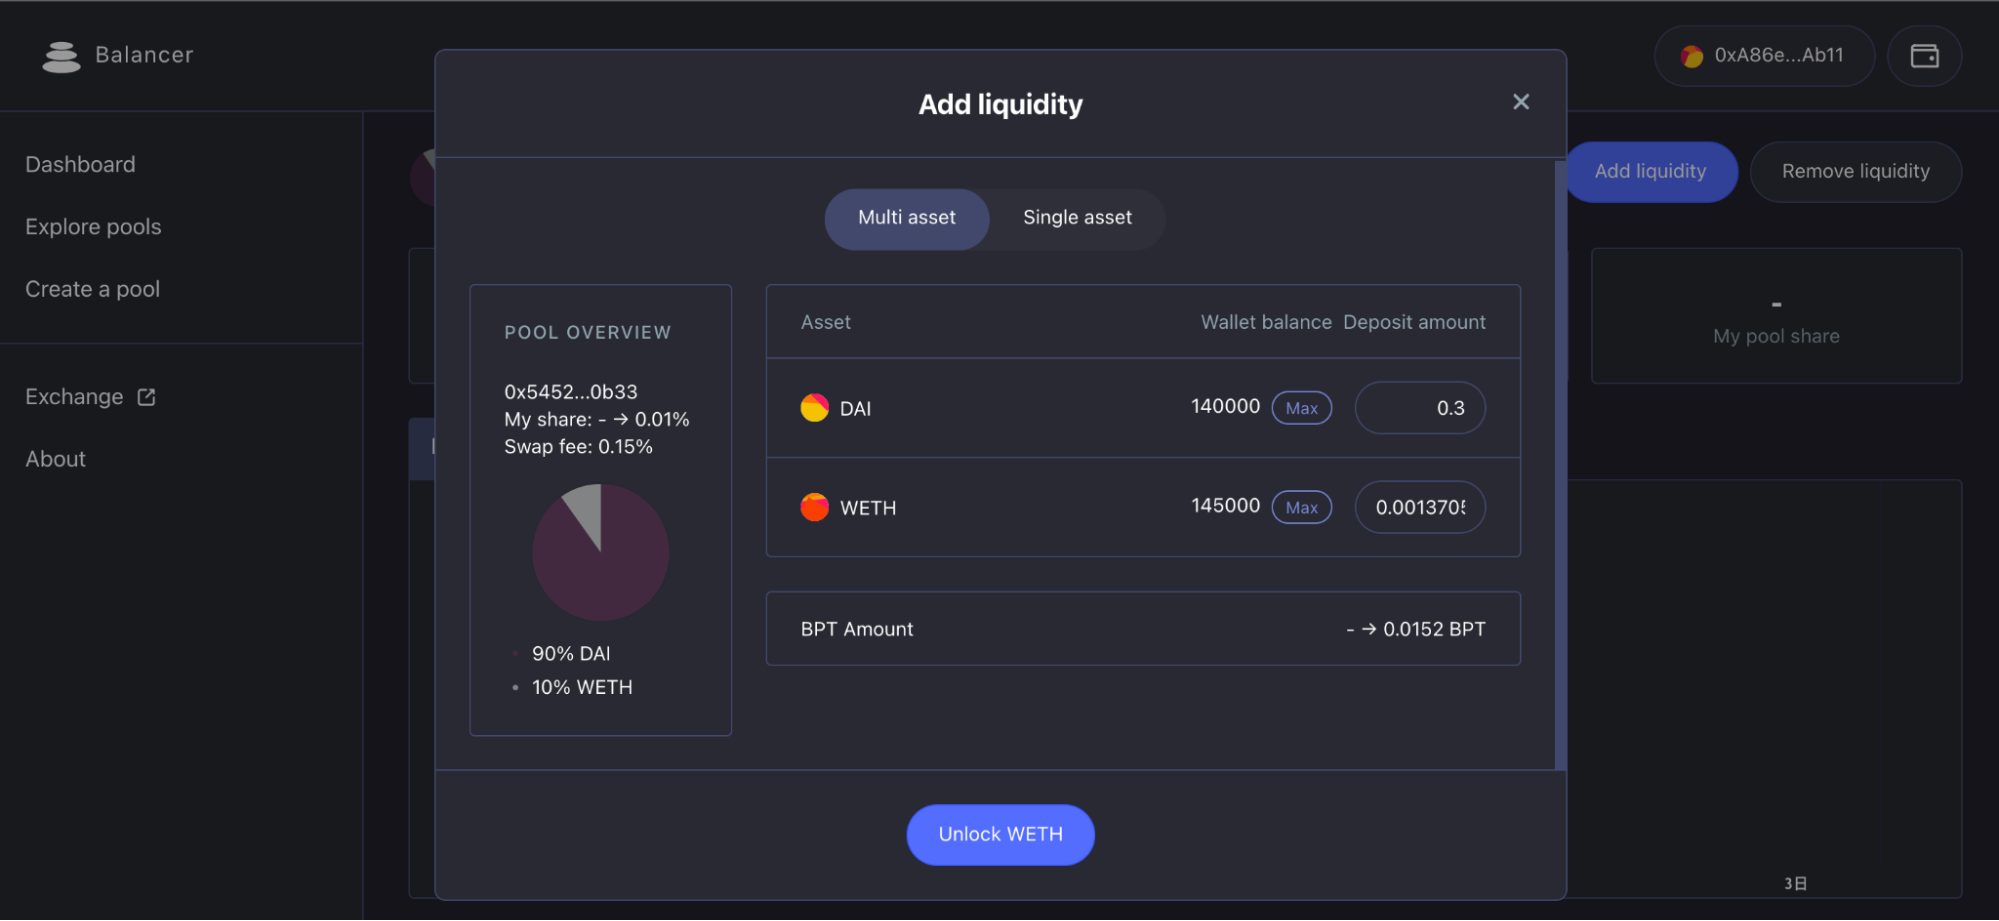 Balancer
0xA86e...Ab11
Dashboard
Explore pools
Create a pool
Exchange
About
Add liquidity
Remove liquidity
-
My pool share
3日
Add liquidity
×
Multi asset
Single asset
POOL OVERVIEW
0x5452...0b33
My share: - → 0.01%
Swap fee: 0.15%
• 90% DAI
• 10% WETH
Asset Wallet balance Deposit amount
DAI 140000 Max 0.3
WETH 145000 Max 0.001370
BPT Amount - → 0.0152 BPT
Unlock WETH